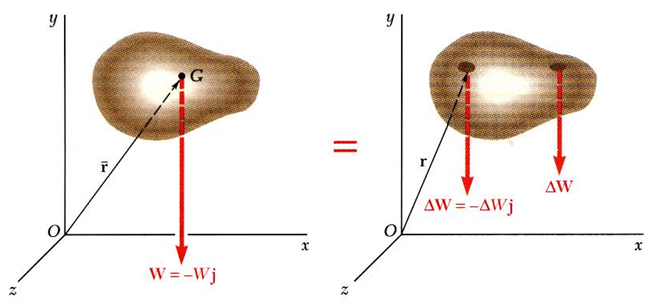 y
G
r̄
O
x
z
W = –Wj
=
y
r
ΔW = –ΔWj
ΔW
O
x
z